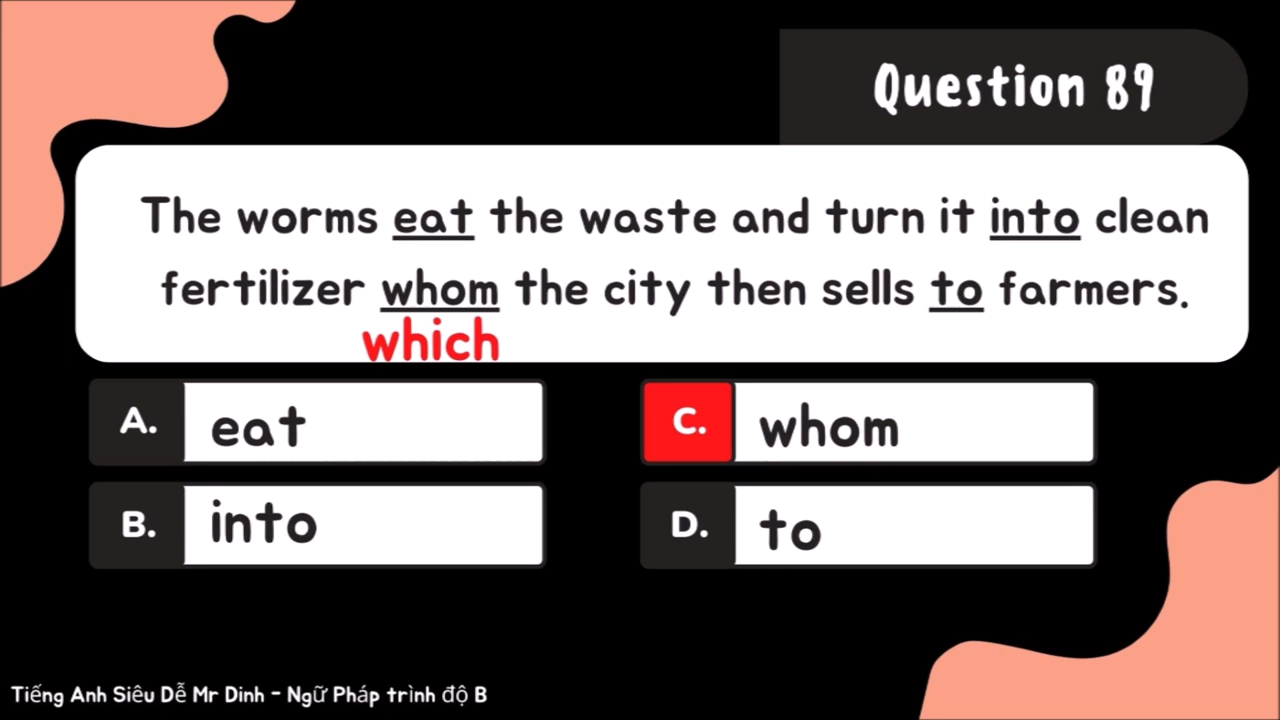 Question 89
The worms eat the waste and turn it into clean
fertilizer whom the city then sells to farmers.
which
A. eat
C. whom
B. into
D. to
Tiếng Anh Siêu Dễ Mr Dinh - Ngữ Pháp trình độ B